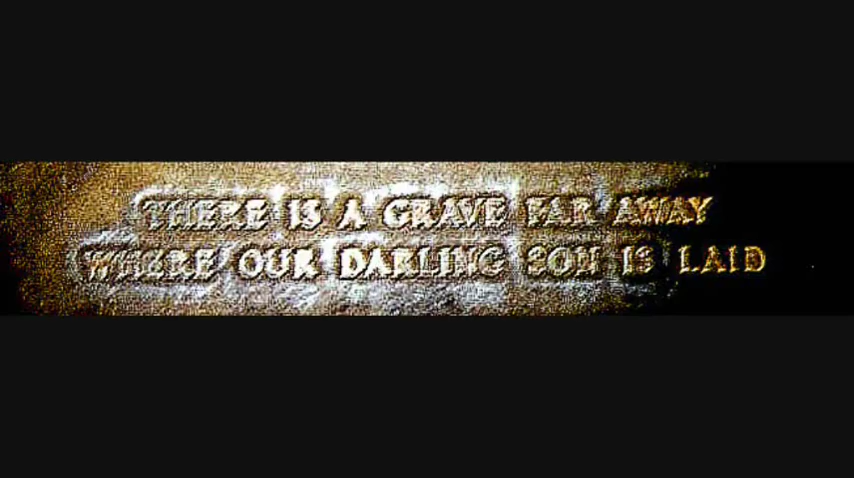 THERE IS A GRAVE FAR AWAY
WHERE OUR DARLING SON IS LAID